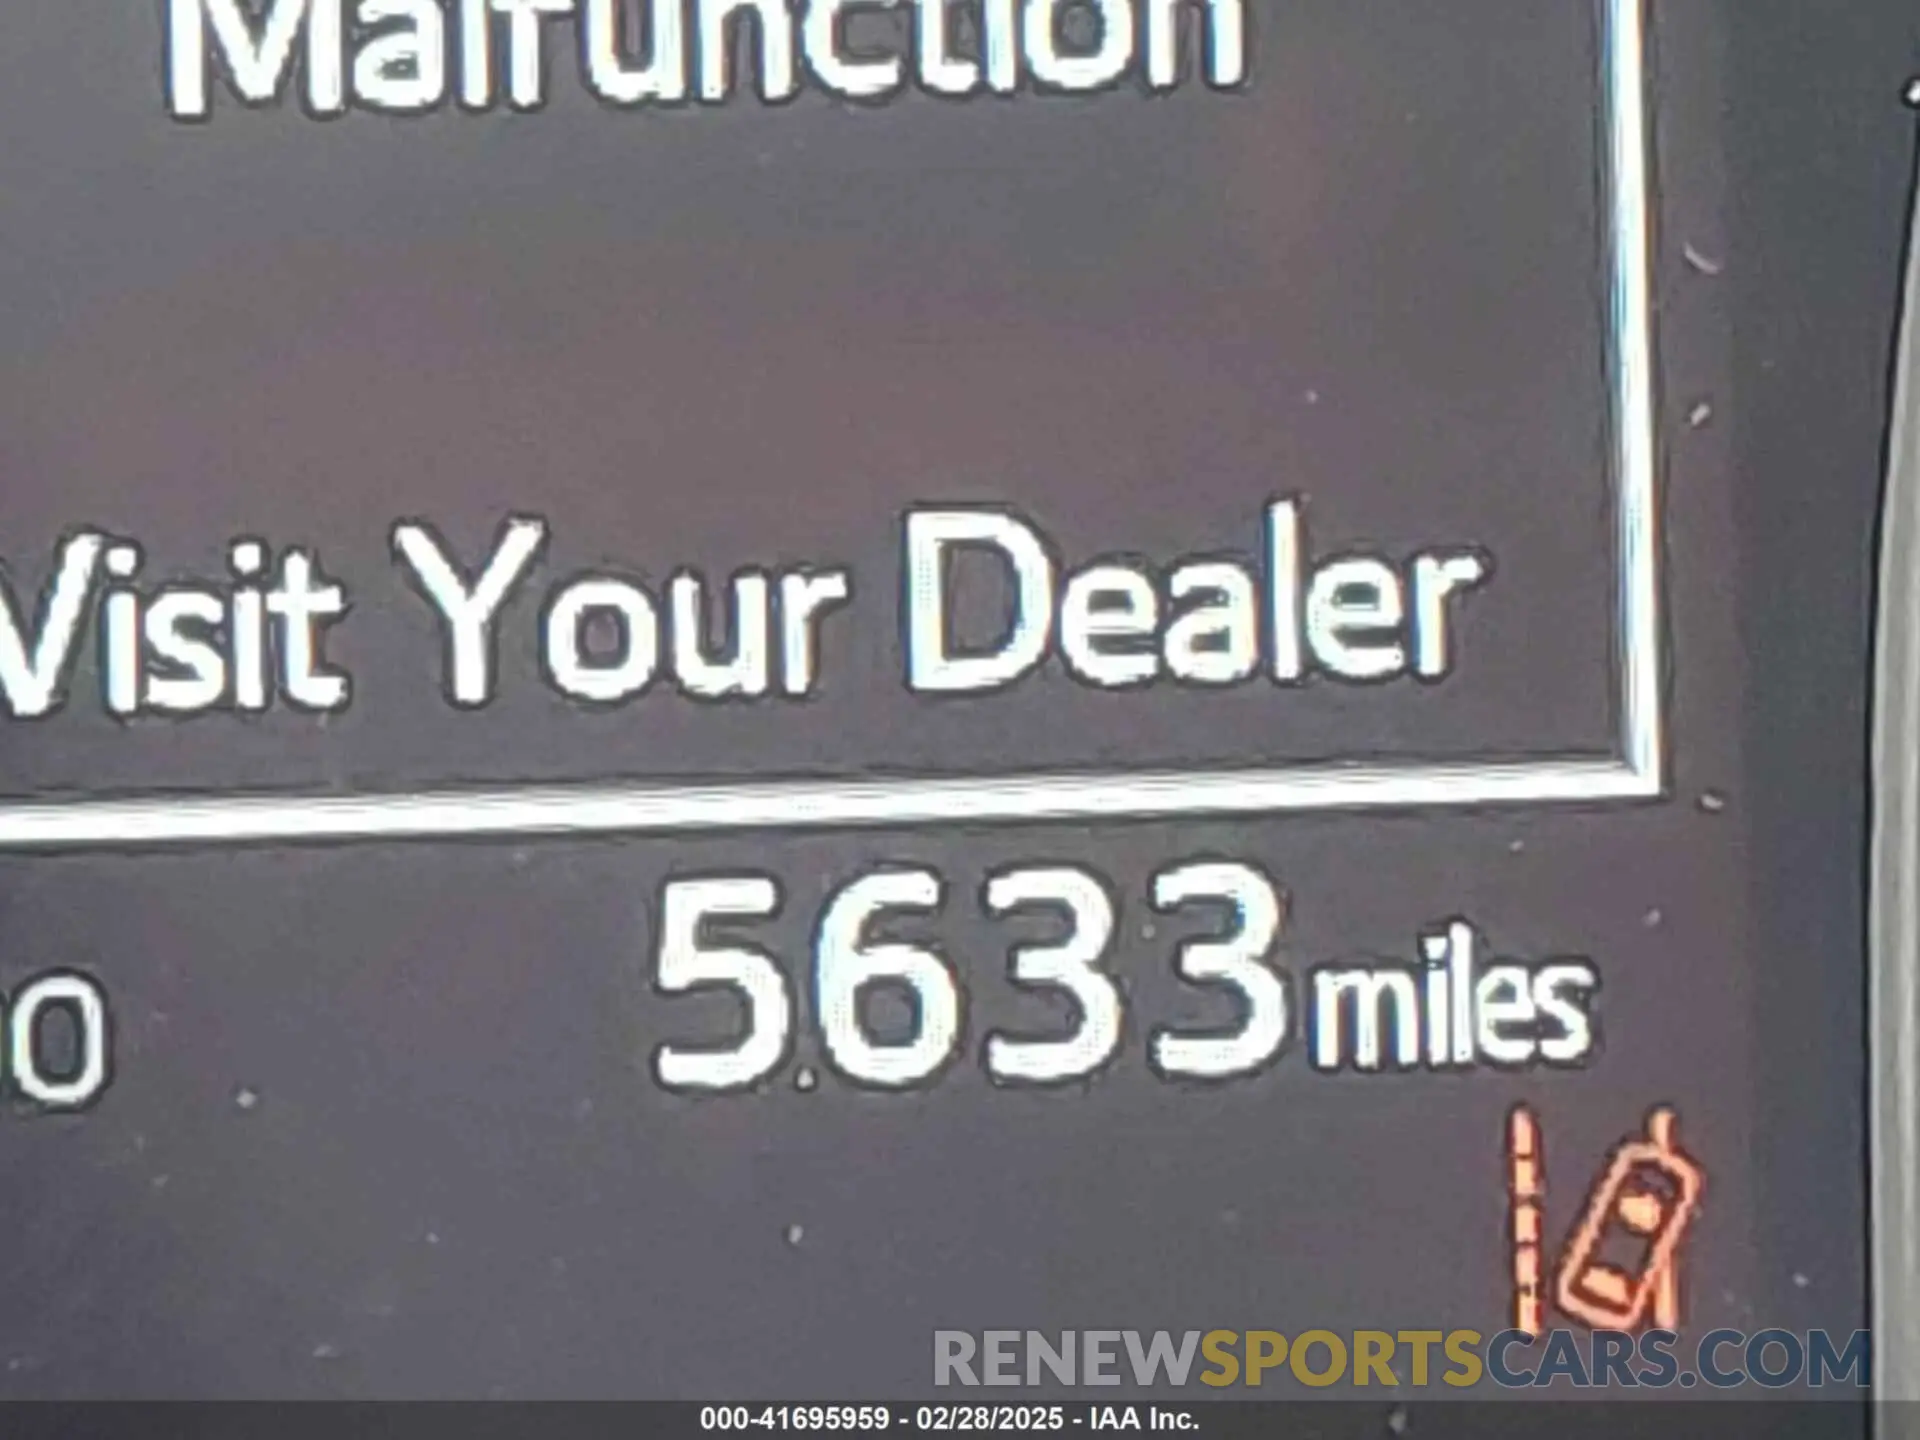 Malfunction
Visit Your Dealer
5633 miles
RENEWSPORTSCARS.COM
000-41695959 - 02/28/2025 - IAA Inc.